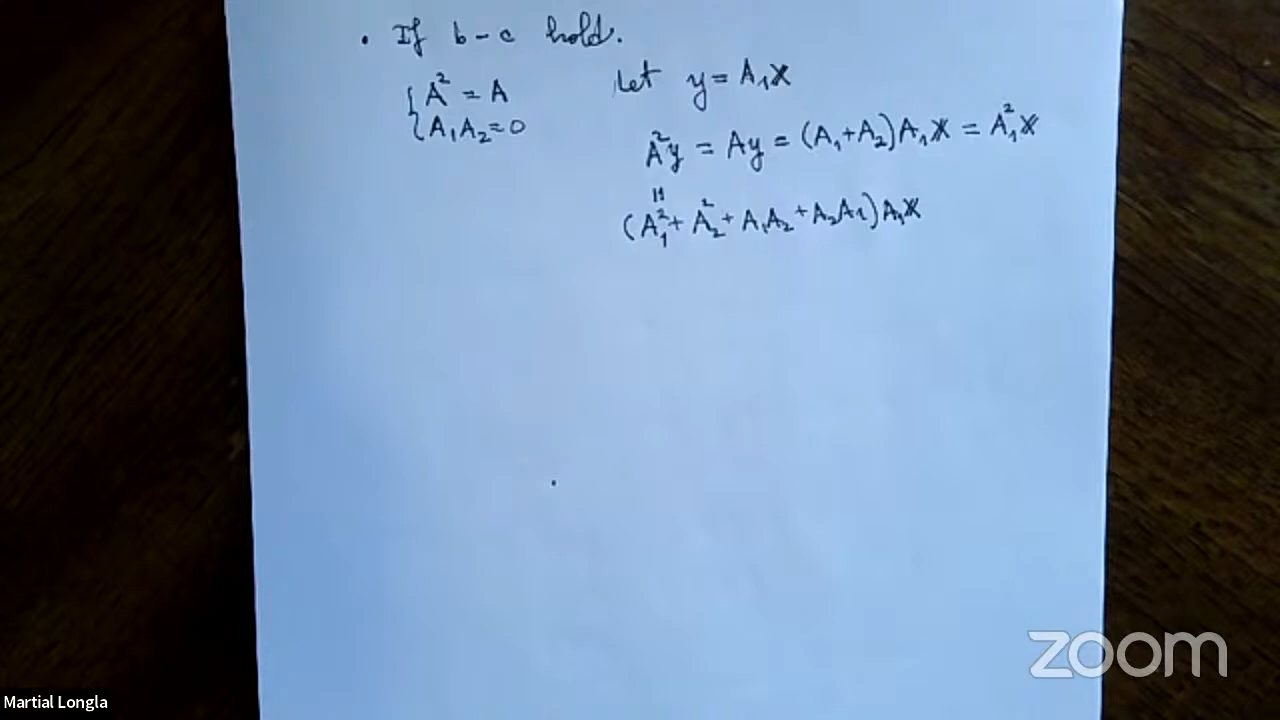 • If b-c hold.
{A² = A Let y = A₁X
{A₁A₂=0
A²y = Ay = (A₁+A₂)A₁X = A₁²X
=
(A₁²+ A₂²+ A₁A₂+ A₂A₁)A₁X
zoom
Martial Longla